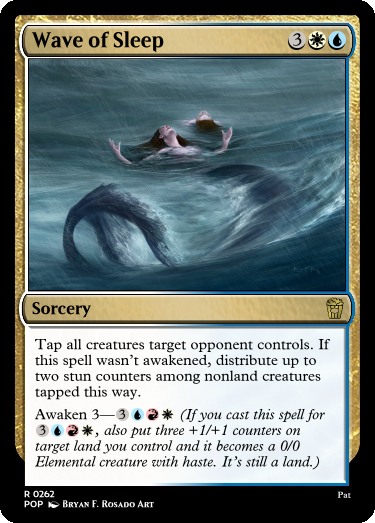 Wave of Sleep 3
Sorcery
Tap all creatures target opponent controls. If
this spell wasn't awakened, distribute up to
two stun counters among nonland creatures
tapped this way.
Awaken 3—3 (If you cast this spell for
3, also put three +1/+1 counters on
target land you control and it becomes a 0/0
Elemental creature with haste. It's still a land.)
R 0262
Pat
POP Bryan F. Rosado Art